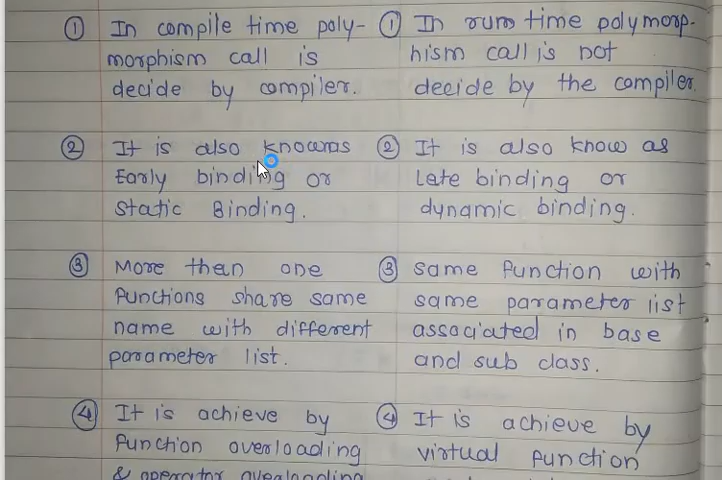 ① In compile time poly-
morphism call is
decide by compiler.
② It is also knowns
Early binding or
Static Binding.
③ More than one
functions share same
name with different
parameter list.
④ It is achieve by
function overloading
& operator overloading
① In rum time polymorp-
hism call is not
decide by the compiler.
② It is also know as
Late binding or
dynamic binding.
③ same function with
same parameter list
associated in base
and sub class.
④ It is achieve by
virtual function